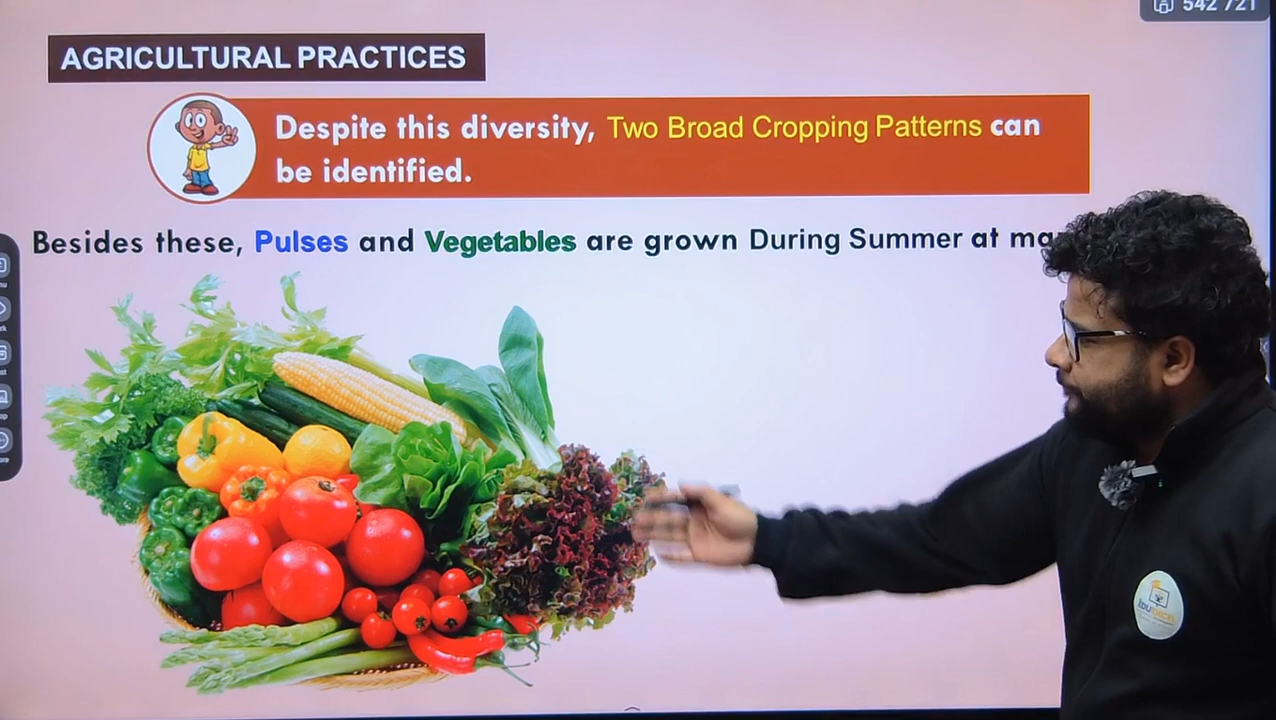 542 721
AGRICULTURAL PRACTICES
Despite this diversity, Two Broad Cropping Patterns can
be identified.
Besides these, Pulses and Vegetables are grown During Summer at